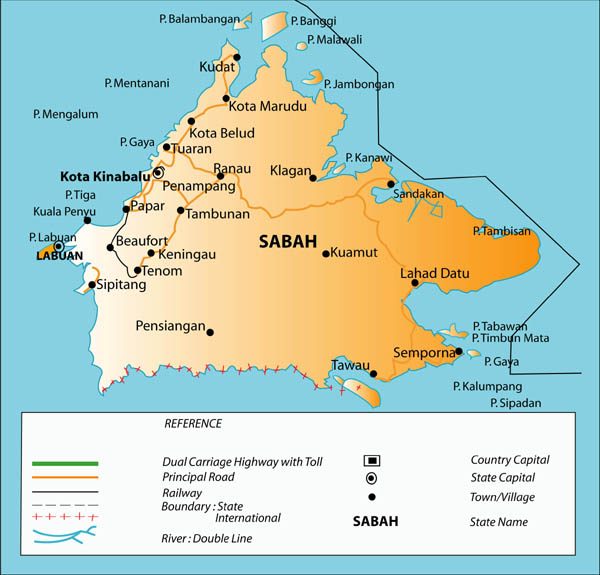 P. Balambangan
P. Banggi
P. Malawali
Kudat
P. Mentanani
P. Jambongan
Kota Marudu
P. Mengalum
Kota Belud
P. Gaya
Tuaran
P. Kanawi
Kota Kinabalu
Ranau
Klagan
Penampang
Sandakan
P. Tiga
Papar
Kuala Penyu
Tambunan
P. Tambisan
P. Labuan
LABUAN
Beaufort
SABAH
Keningau
Kuamut
Tenom
Lahad Datu
Sipitang
Pensiangan
P. Tabawan
P. Timbun Mata
Semporna
P. Gaya
Tawau
P. Kalumpang
P. Sipadan
REFERENCE
Dual Carriage Highway with Toll
Principal Road
Railway
Boundary : State
International
River : Double Line
Country Capital
State Capital
Town/Village
SABAH
State Name